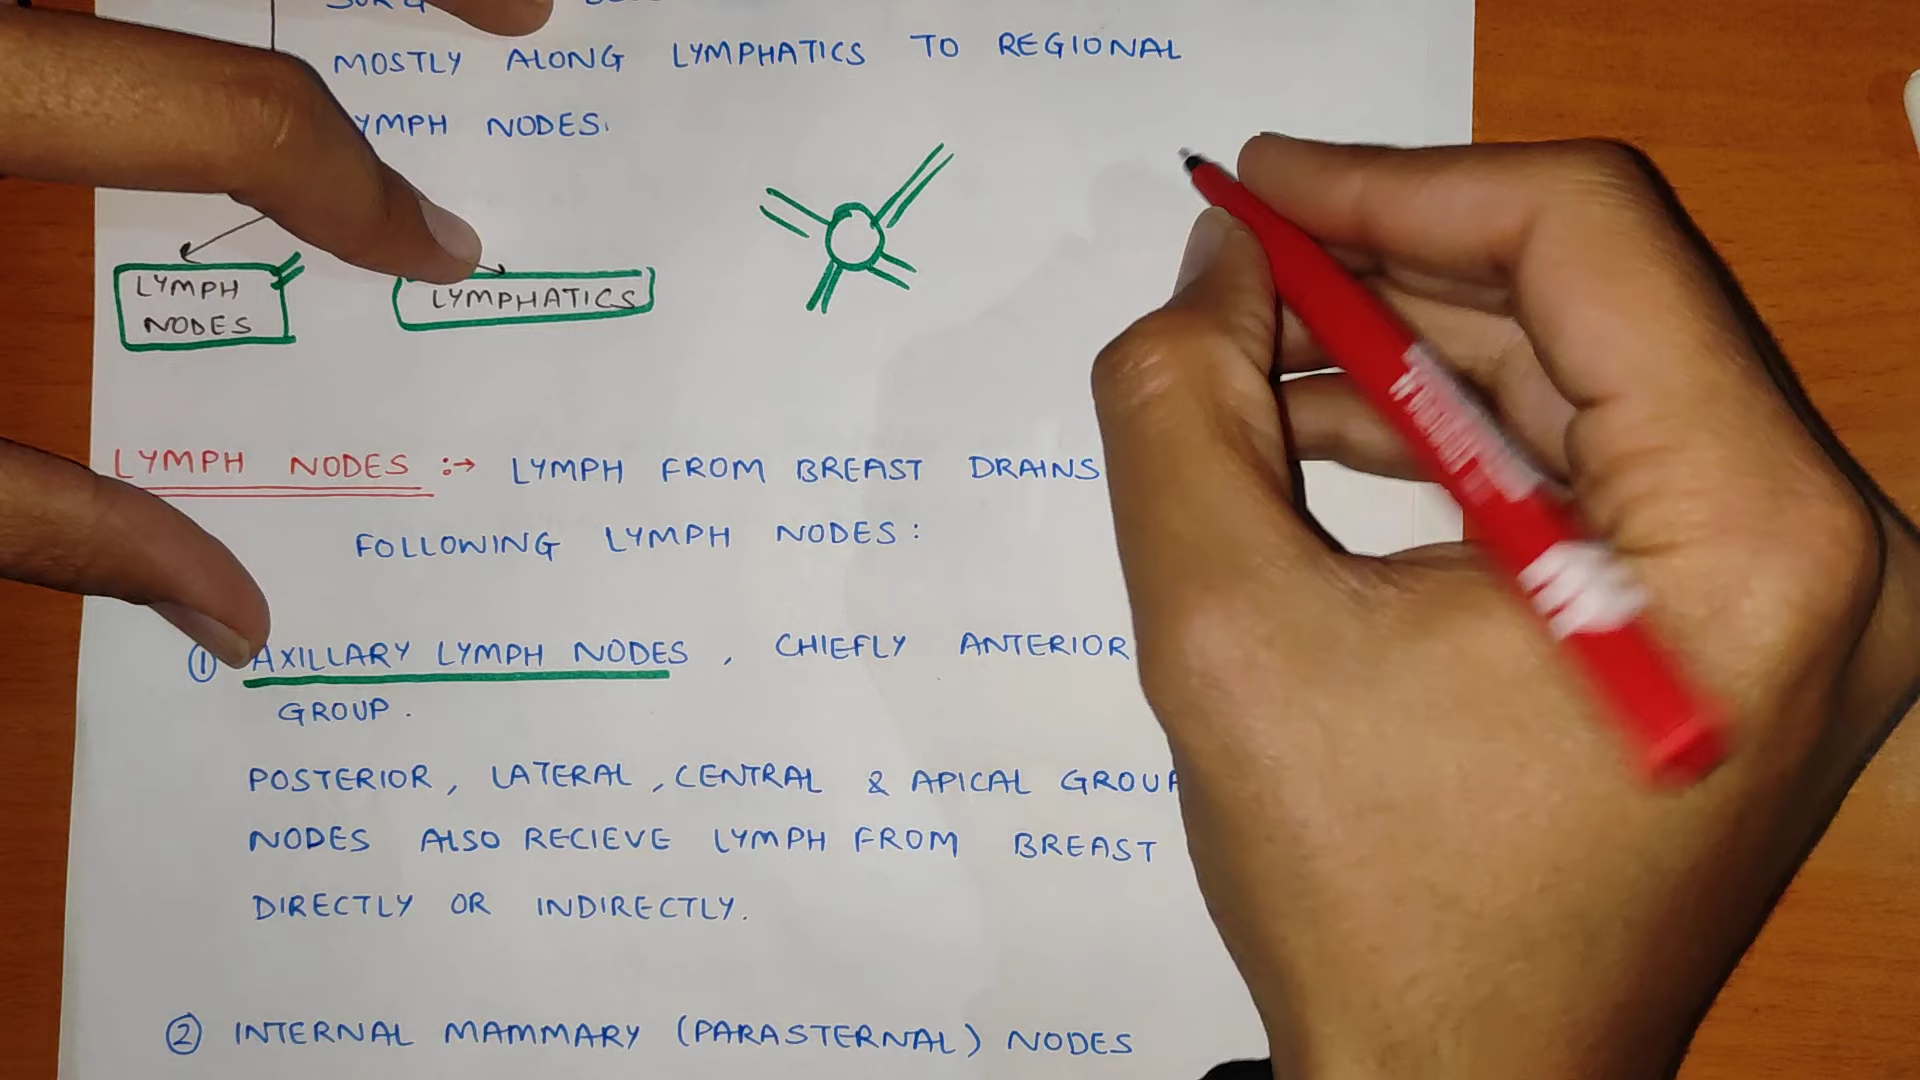 MOSTLY ALONG LYMPHATICS TO REGIONAL
YMPH NODES.
LYMPH
NODES
LYMPHATICS
LYMPH NODES :→ LYMPH FROM BREAST DRAINS
FOLLOWING LYMPH NODES :
① AXILLARY LYMPH NODES , CHIEFLY ANTERIOR
GROUP .
POSTERIOR , LATERAL , CENTRAL & APICAL GROUP
NODES ALSO RECIEVE LYMPH FROM BREAST
DIRECTLY OR INDIRECTLY.
② INTERNAL MAMMARY (PARASTERNAL) NODES